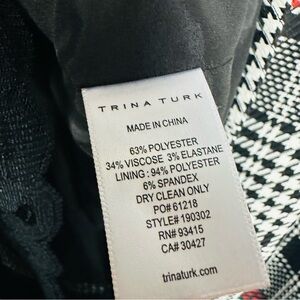 TRINA TURK
MADE IN CHINA
63% POLYESTER
34% VISCOSE 3% ELASTANE
LINING : 94% POLYESTER
6% SPANDEX
DRY CLEAN ONLY
PO# 61218
STYLE# 190302
RN# 93415
CA# 30427
trinaturk.com